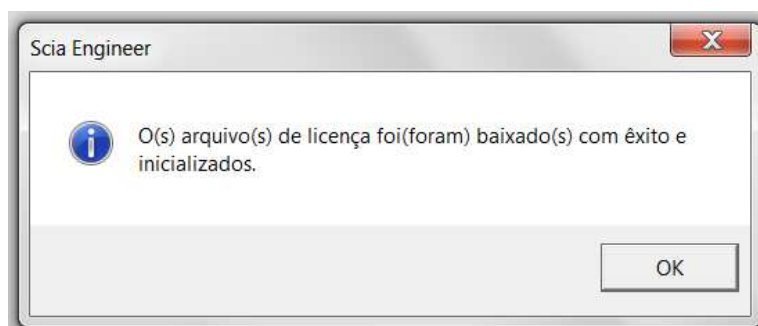 Scia Engineer
O(s) arquivo(s) de licença foi(foram) baixado(s) com êxito e
inicializados.
OK